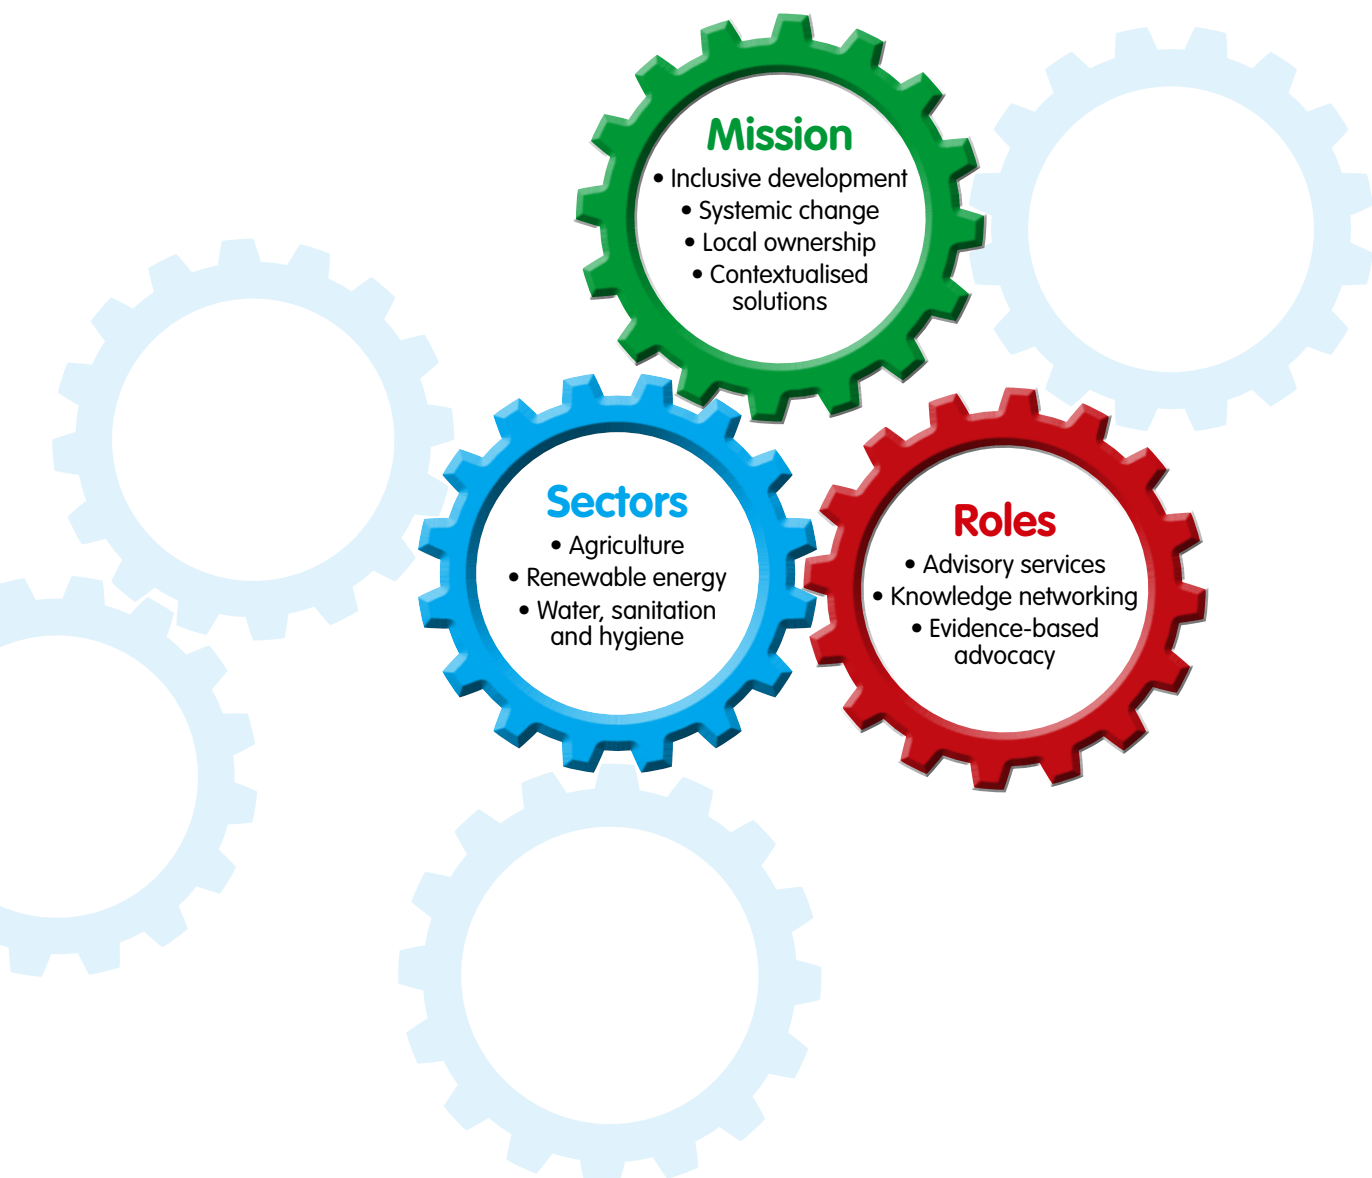 Mission
• Inclusive development
• Systemic change
• Local ownership
• Contextualised
solutions
Sectors
• Agriculture
• Renewable energy
• Water, sanitation
and hygiene
Roles
• Advisory services
• Knowledge networking
• Evidence-based
advocacy